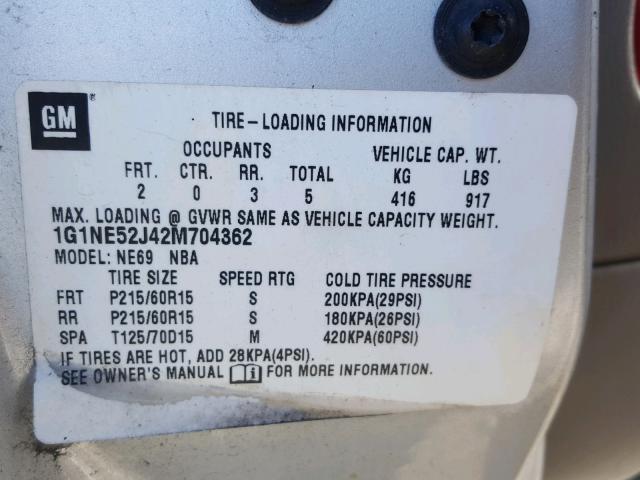 GM ®
TIRE-LOADING INFORMATION
OCCUPANTS VEHICLE CAP. WT.
FRT. CTR. RR. TOTAL KG LBS
2 0 3 5 416 917
MAX. LOADING @ GVWR SAME AS VEHICLE CAPACITY WEIGHT.
1G1NE52J42M704362
MODEL: NE69 NBA
TIRE SIZE SPEED RTG COLD TIRE PRESSURE
FRT P215/60R15 S 200KPA(29PSI)
RR P215/60R15 S 180KPA(26PSI)
SPA T125/70D15 M 420KPA(60PSI)
IF TIRES ARE HOT, ADD 28KPA(4PSI).
SEE OWNER'S MANUAL FOR MORE INFORMATION.